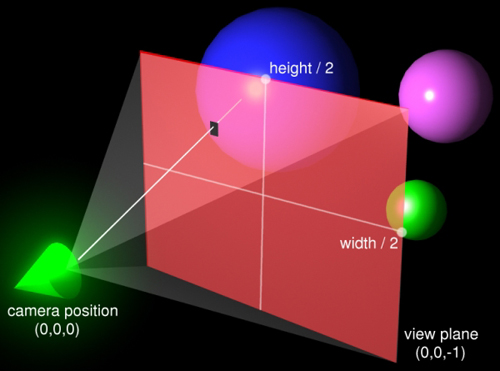 height / 2
width / 2
camera position
(0,0,0)
view plane
(0,0,-1)